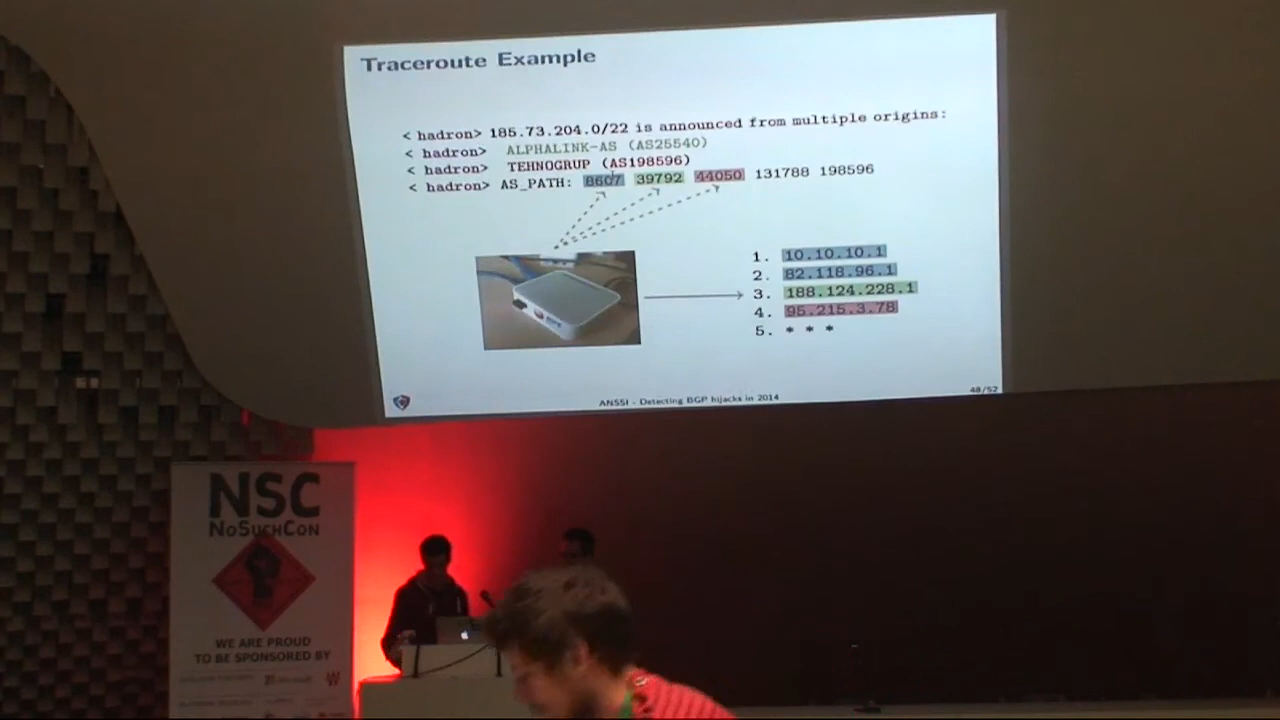 Traceroute Example
< hadron> 185.73.204.0/22 is announced from multiple origins:
< hadron> ALPHALINK-AS (AS25540)
< hadron> TEHNOGRUP (AS198596)
< hadron> AS_PATH: 8607 39792 44050 131788 198596
1. 10.10.10.1
2. 82.118.96.1
3. 188.124.228.1
4. 95.215.3.78
5. * * *
ANSSI - Detecting BGP hijacks in 2014
48/52
NSC
NOSUCHCON
WE ARE PROUD
TO BE SPONSORED BY